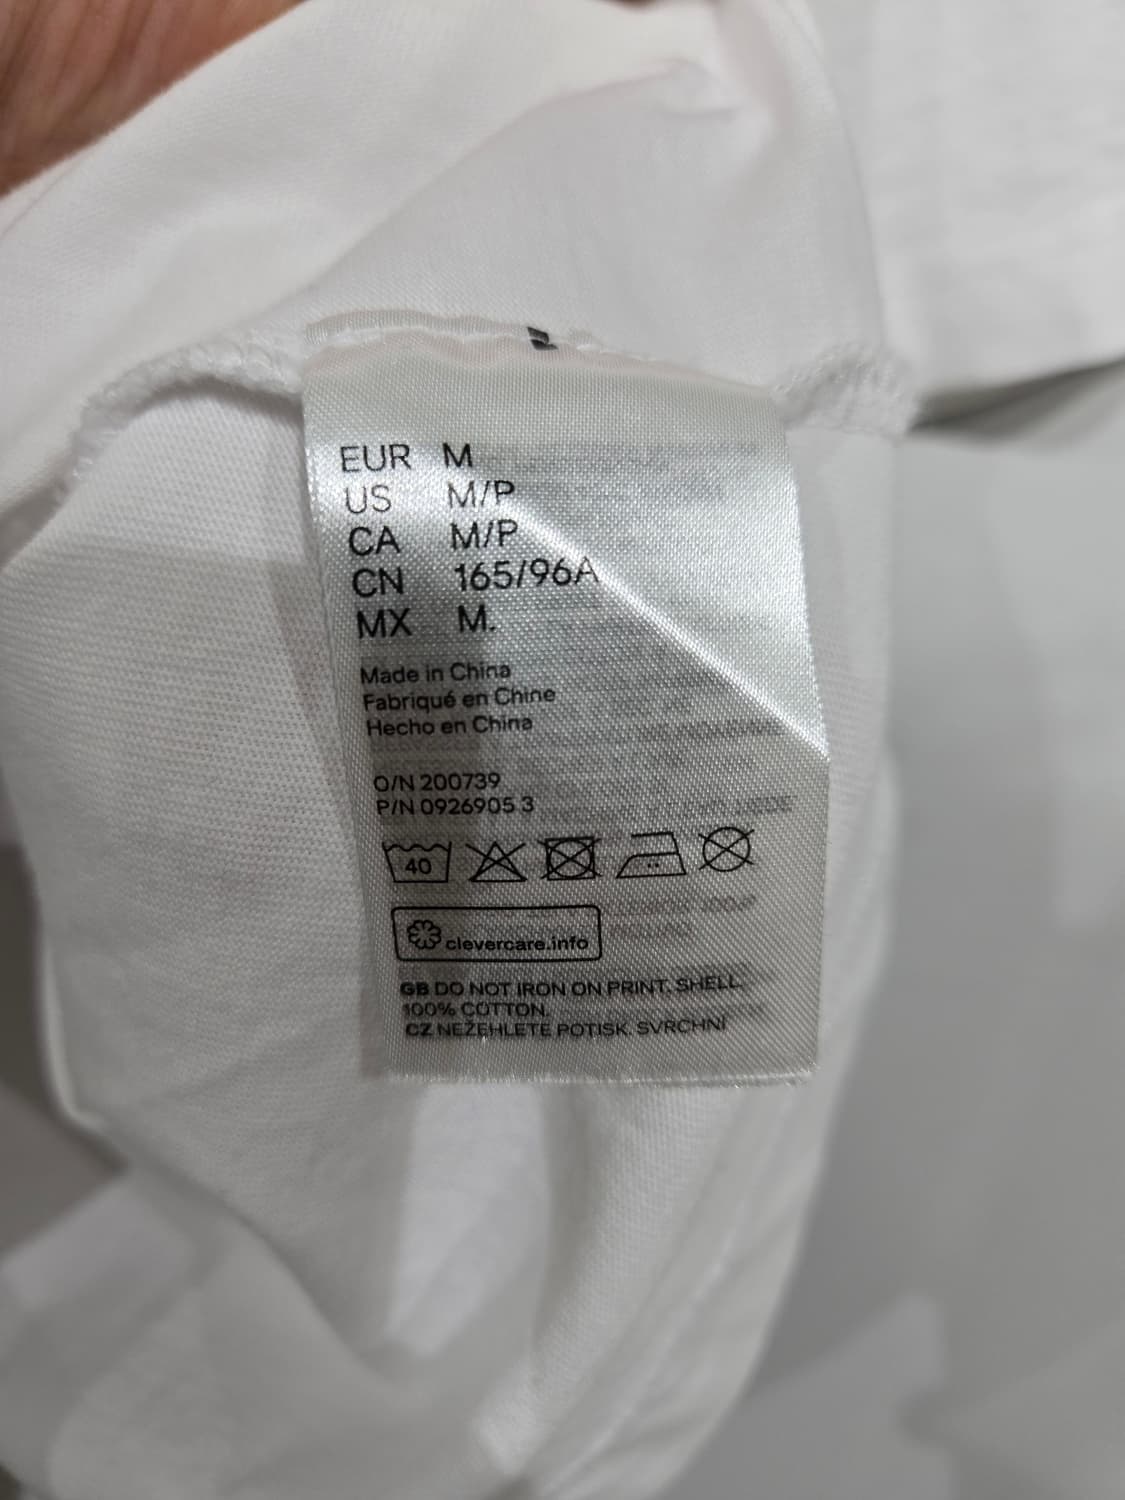 EUR M
US M/P
CA M/P
CN 165/96A
MX M.
Made in China
Fabriqué en Chine
Hecho en China
O/N 200739
P/N 0926905 3
40
clevercare.info
GB DO NOT IRON ON PRINT. SHELL
100% COTTON.
CZ NEŽEHLETE POTISK. SVRCHNÍ